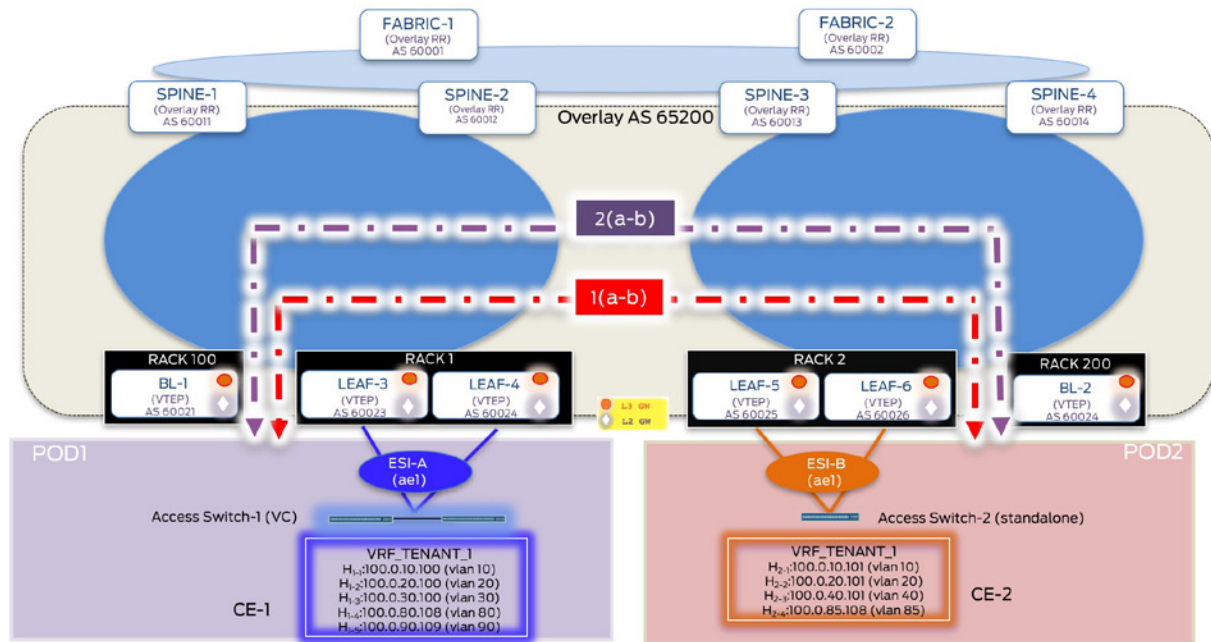 FABRIC-1
(Overlay RR)
AS 60001
FABRIC-2
(Overlay RR)
AS 60002
SPINE-1
(Overlay RR)
AS 60011
SPINE-2
(Overlay RR)
AS 60012
SPINE-3
(Overlay RR)
AS 60013
SPINE-4
(Overlay RR)
AS 60014
Overlay AS 65200
2(a-b)
1(a-b)
RACK 100
BL-1
(VTEP)
AS 60021
RACK 1
LEAF-3
(VTEP)
AS 60023
LEAF-4
(VTEP)
AS 60024
L3 GW
L2 GW
RACK 2
LEAF-5
(VTEP)
AS 60025
LEAF-6
(VTEP)
AS 60026
RACK 200
BL-2
(VTEP)
AS 60024
POD1
ESI-A
(ae1)
Access Switch-1 (VC)
VRF_TENANT_1
H1-1:100.0.10.100 (vlan 10)
H1-2:100.0.20.100 (vlan 20)
H1-3:100.0.30.100 (vlan 30)
H1-4:100.0.80.108 (vlan 80)
H1-5:100.0.90.109 (vlan 90)
CE-1
POD2
ESI-B
(ae1)
Access Switch-2 (standalone)
VRF_TENANT_1
H2-1:100.0.10.101 (vlan 10)
H2-2:100.0.20.101 (vlan 20)
H2-3:100.0.40.101 (vlan 40)
H2-4:100.0.85.108 (vlan 85)
CE-2